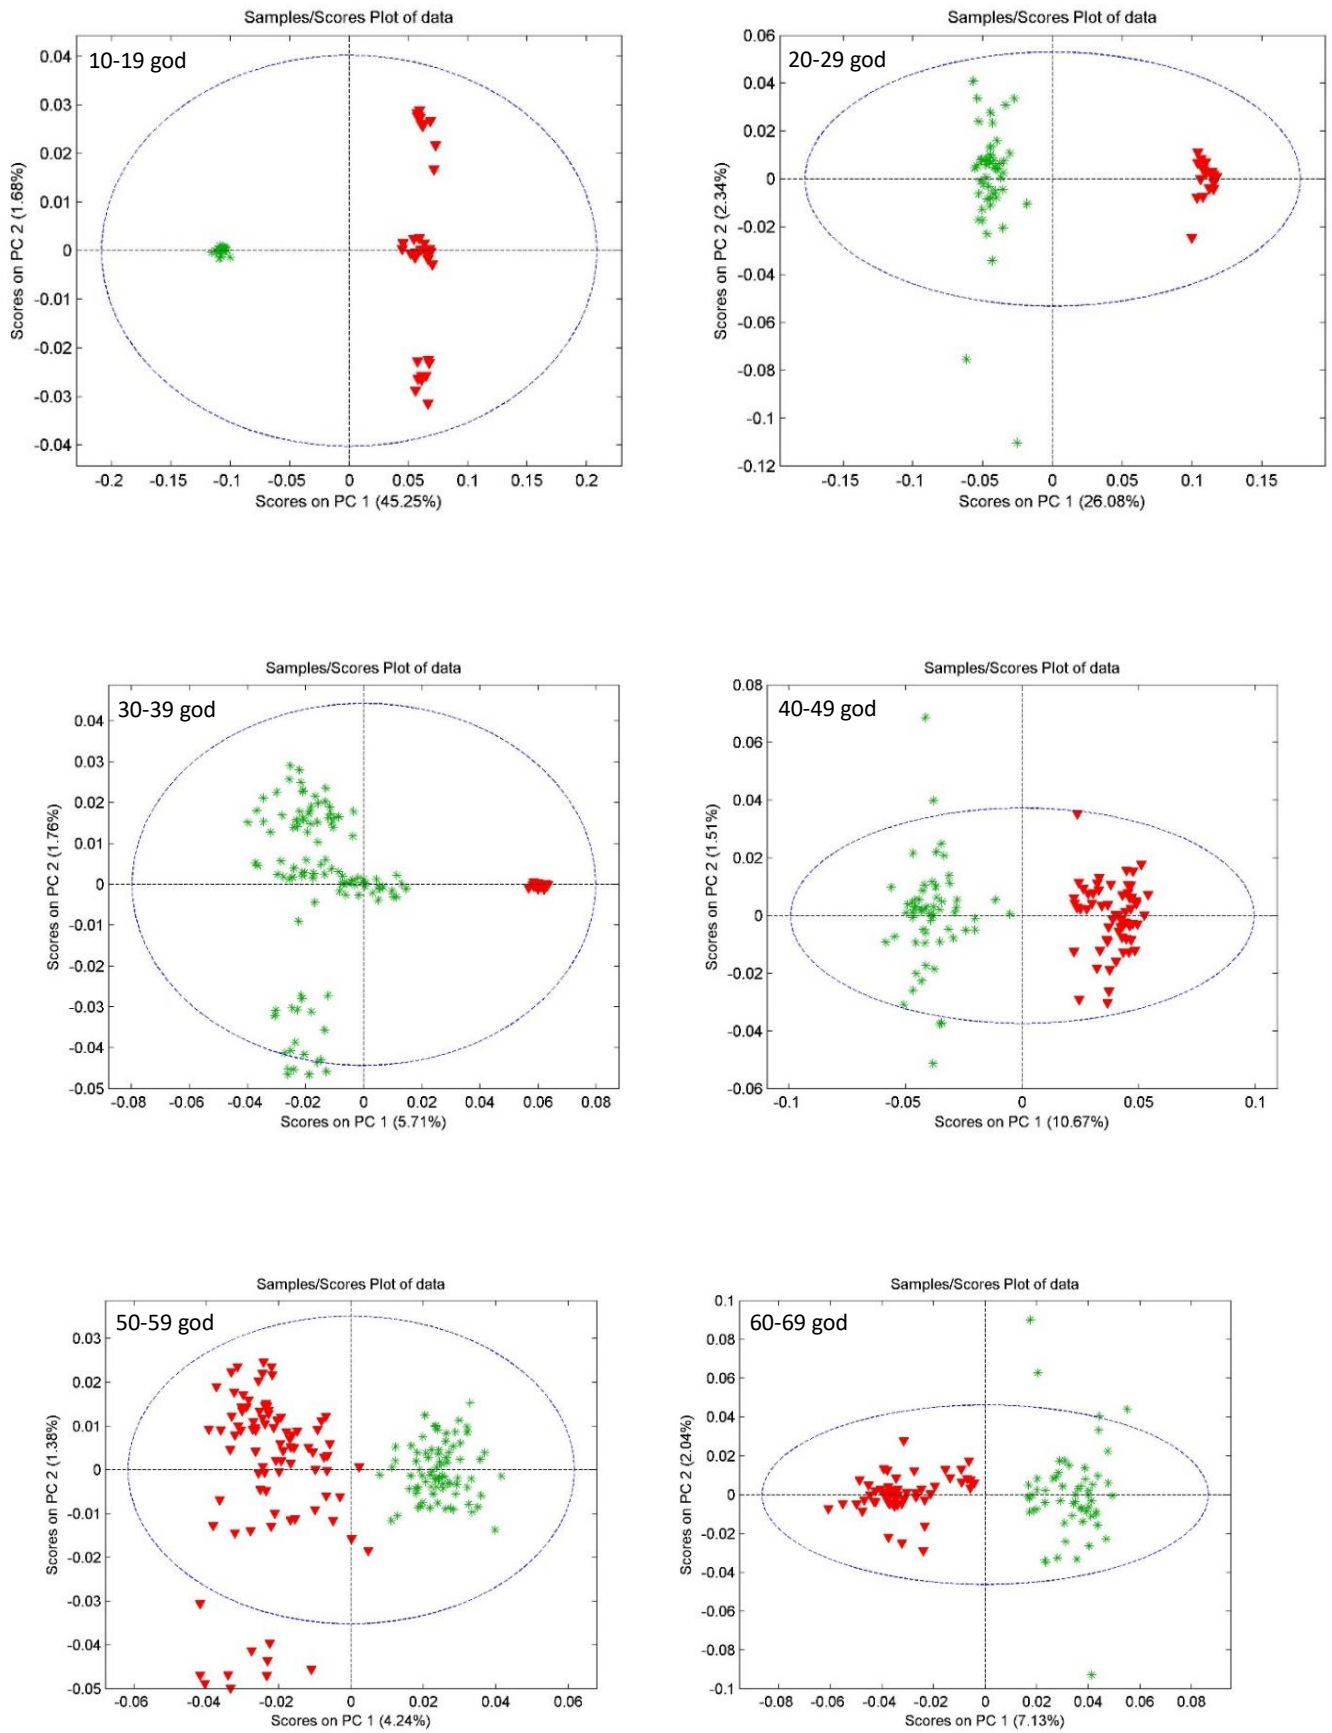 Samples/Scores Plot of data
10-19 god
0.04
0.03
0.02
0.01
0
-0.01
-0.02
-0.03
-0.04
Scores on PC 2 (1.68%)
-0.2 -0.15 -0.1 -0.05 0 0.05 0.1 0.15 0.2
Scores on PC 1 (45.25%)
Samples/Scores Plot of data
20-29 god
0.06
0.04
0.02
0
-0.02
-0.04
-0.06
-0.08
-0.1
-0.12
Scores on PC 2 (2.34%)
-0.15 -0.1 -0.05 0 0.05 0.1 0.15
Scores on PC 1 (26.08%)
Samples/Scores Plot of data
30-39 god
0.04
0.03
0.02
0.01
0
-0.01
-0.02
-0.03
-0.04
-0.05
Scores on PC 2 (1.76%)
-0.08 -0.06 -0.04 -0.02 0 0.02 0.04 0.06 0.08
Scores on PC 1 (5.71%)
Samples/Scores Plot of data
40-49 god
0.08
0.06
0.04
0.02
0
-0.02
-0.04
-0.06
Scores on PC 2 (1.51%)
-0.1 -0.05 0 0.05 0.1
Scores on PC 1 (10.67%)
Samples/Scores Plot of data
50-59 god
0.03
0.02
0.01
0
-0.01
-0.02
-0.03
-0.04
-0.05
Scores on PC 2 (1.38%)
-0.06 -0.04 -0.02 0 0.02 0.04 0.06
Scores on PC 1 (4.24%)
Samples/Scores Plot of data
60-69 god
0.1
0.08
0.06
0.04
0.02
0
-0.02
-0.04
-0.06
-0.08
-0.1
Scores on PC 2 (2.04%)
-0.08 -0.06 -0.04 -0.02 0 0.02 0.04 0.06 0.08
Scores on PC 1 (7.13%)